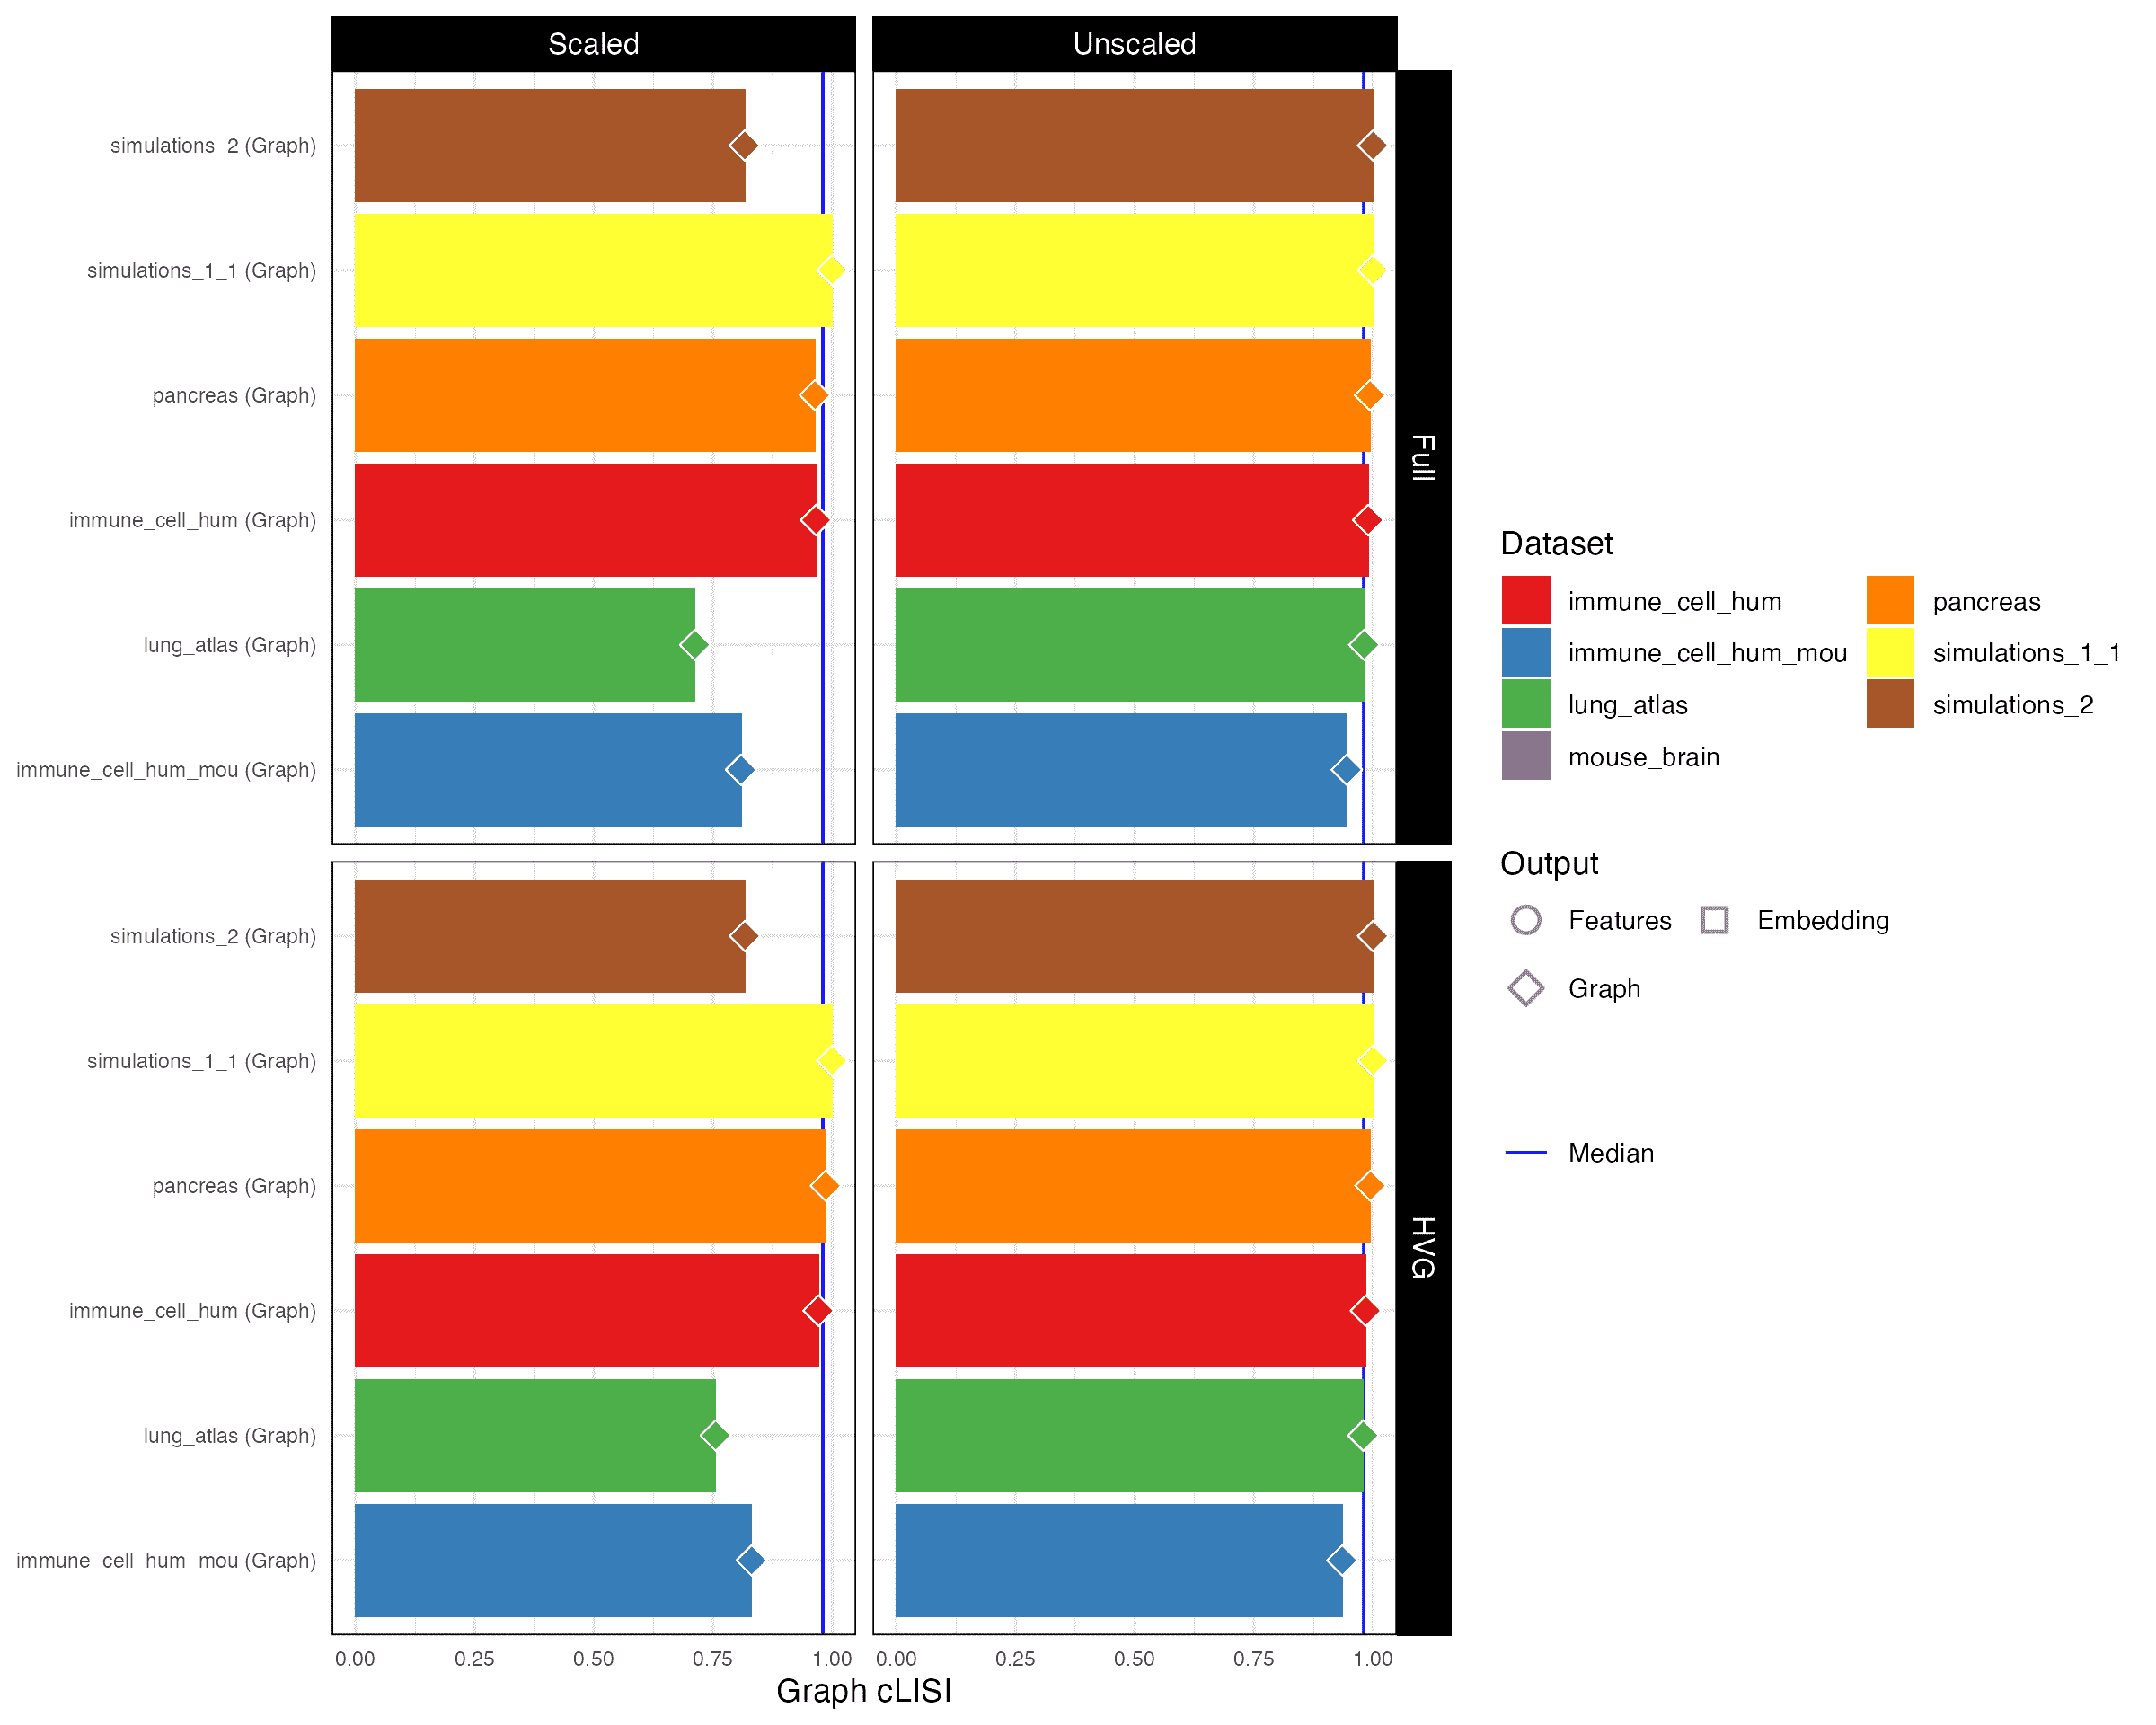 Scaled
Unscaled
Full
simulations_2 (Graph)
simulations_1_1 (Graph)
pancreas (Graph)
immune_cell_hum (Graph)
lung_atlas (Graph)
immune_cell_hum_mou (Graph)
HVG
simulations_2 (Graph)
simulations_1_1 (Graph)
pancreas (Graph)
immune_cell_hum (Graph)
lung_atlas (Graph)
immune_cell_hum_mou (Graph)
0.00 0.25 0.50 0.75 1.00
0.00 0.25 0.50 0.75 1.00
Graph cLISI
Dataset
immune_cell_hum
immune_cell_hum_mou
lung_atlas
mouse_brain
pancreas
simulations_1_1
simulations_2
Output
Features
Embedding
Graph
Median